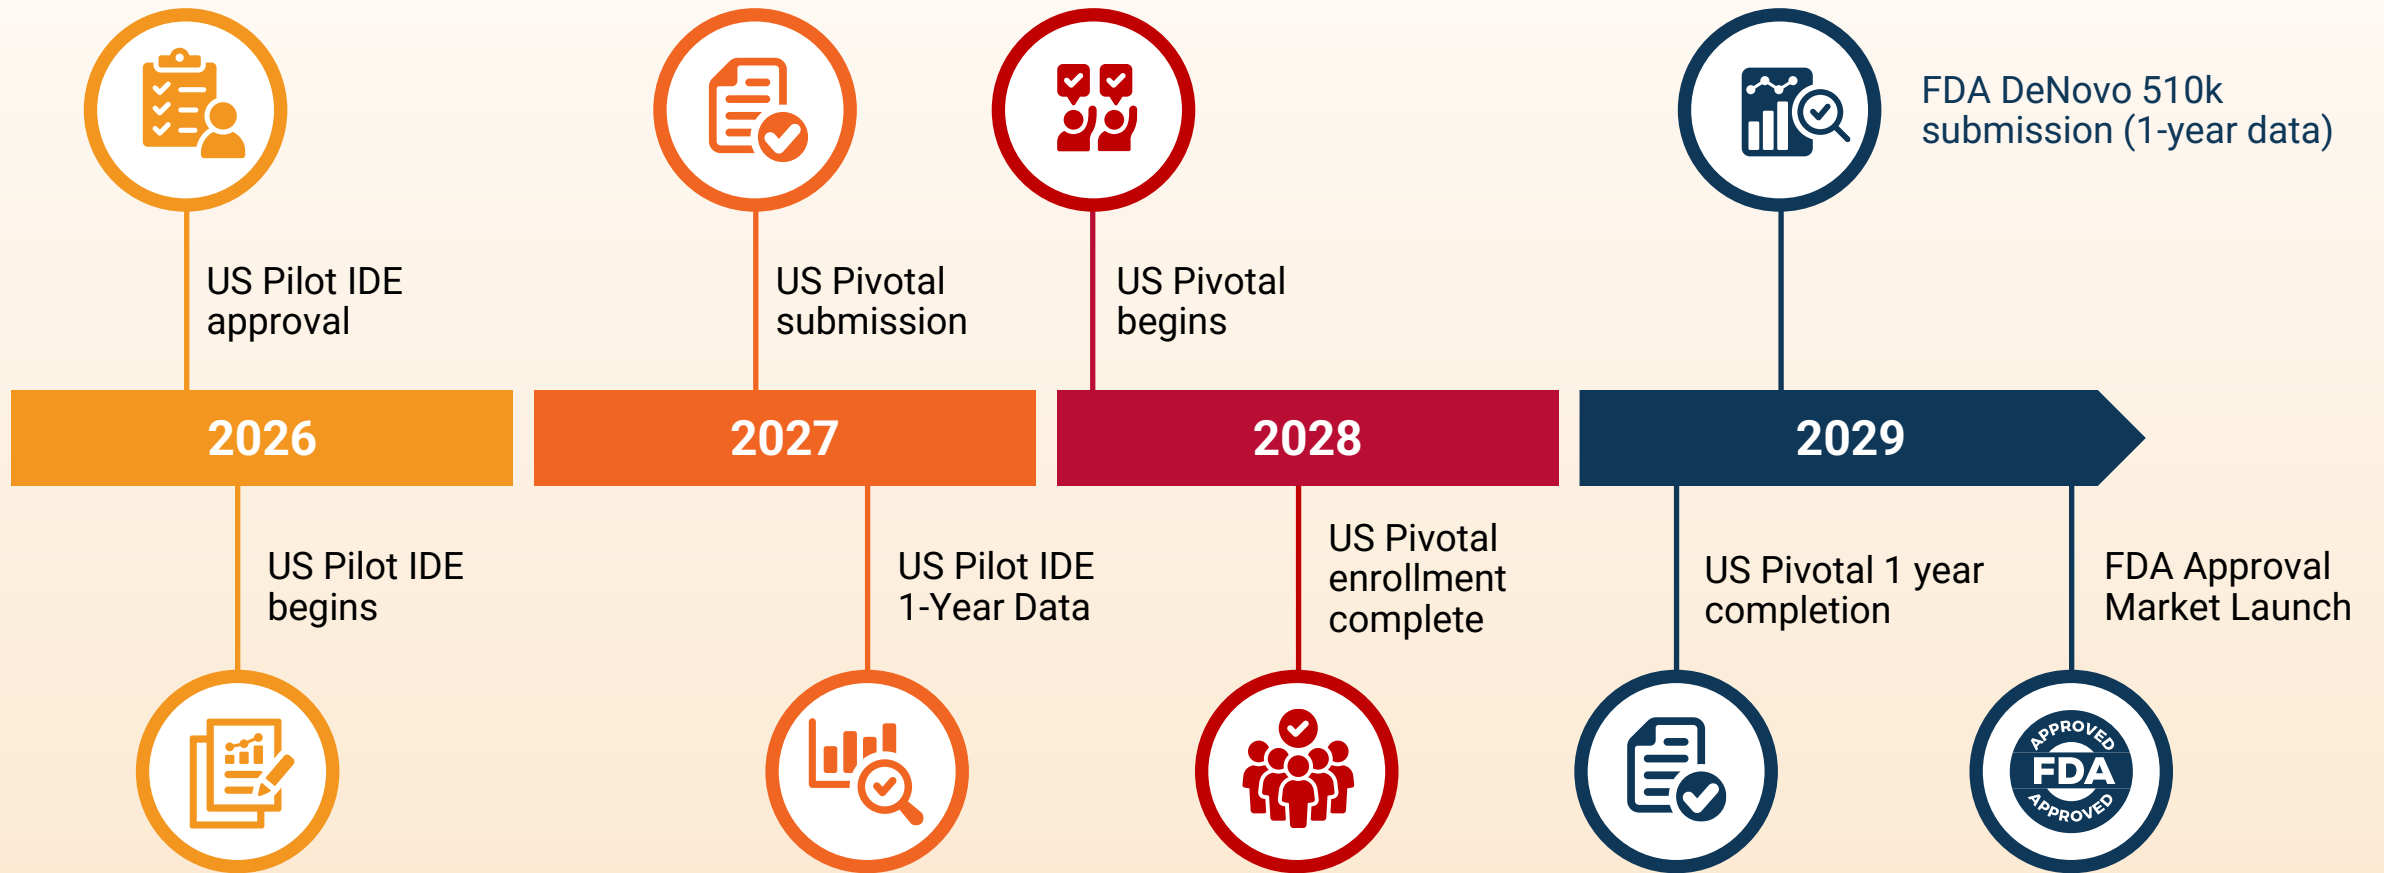 FDA DeNovo 510k
submission (1-year data)
US Pilot IDE
approval
US Pivotal
submission
US Pivotal
begins
2026
2027
2028
2029
US Pilot IDE
begins
US Pilot IDE
1-Year Data
US Pivotal
enrollment
complete
US Pivotal 1 year
completion
FDA Approval
Market Launch
APPROVED
FDA
APPROVED